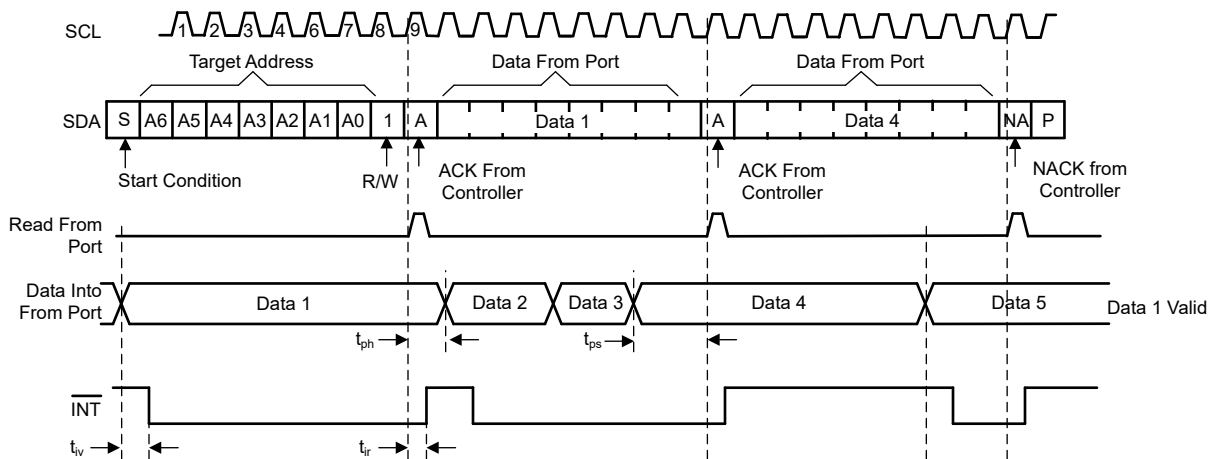 SCL
1 2 3 4 6 7 8 9
Target Address
Data From Port
Data From Port
SDA
S A6 A5 A4 A3 A2 A1 A0 1 A Data 1 A Data 4 NA P
Start Condition
R/W
ACK From
Controller
ACK From
Controller
NACK from
Controller
Read From
Port
Data Into
From Port
Data 1
Data 2
Data 3
Data 4
Data 5
Data 1 Valid
tph
tps
INT
tiv
tir